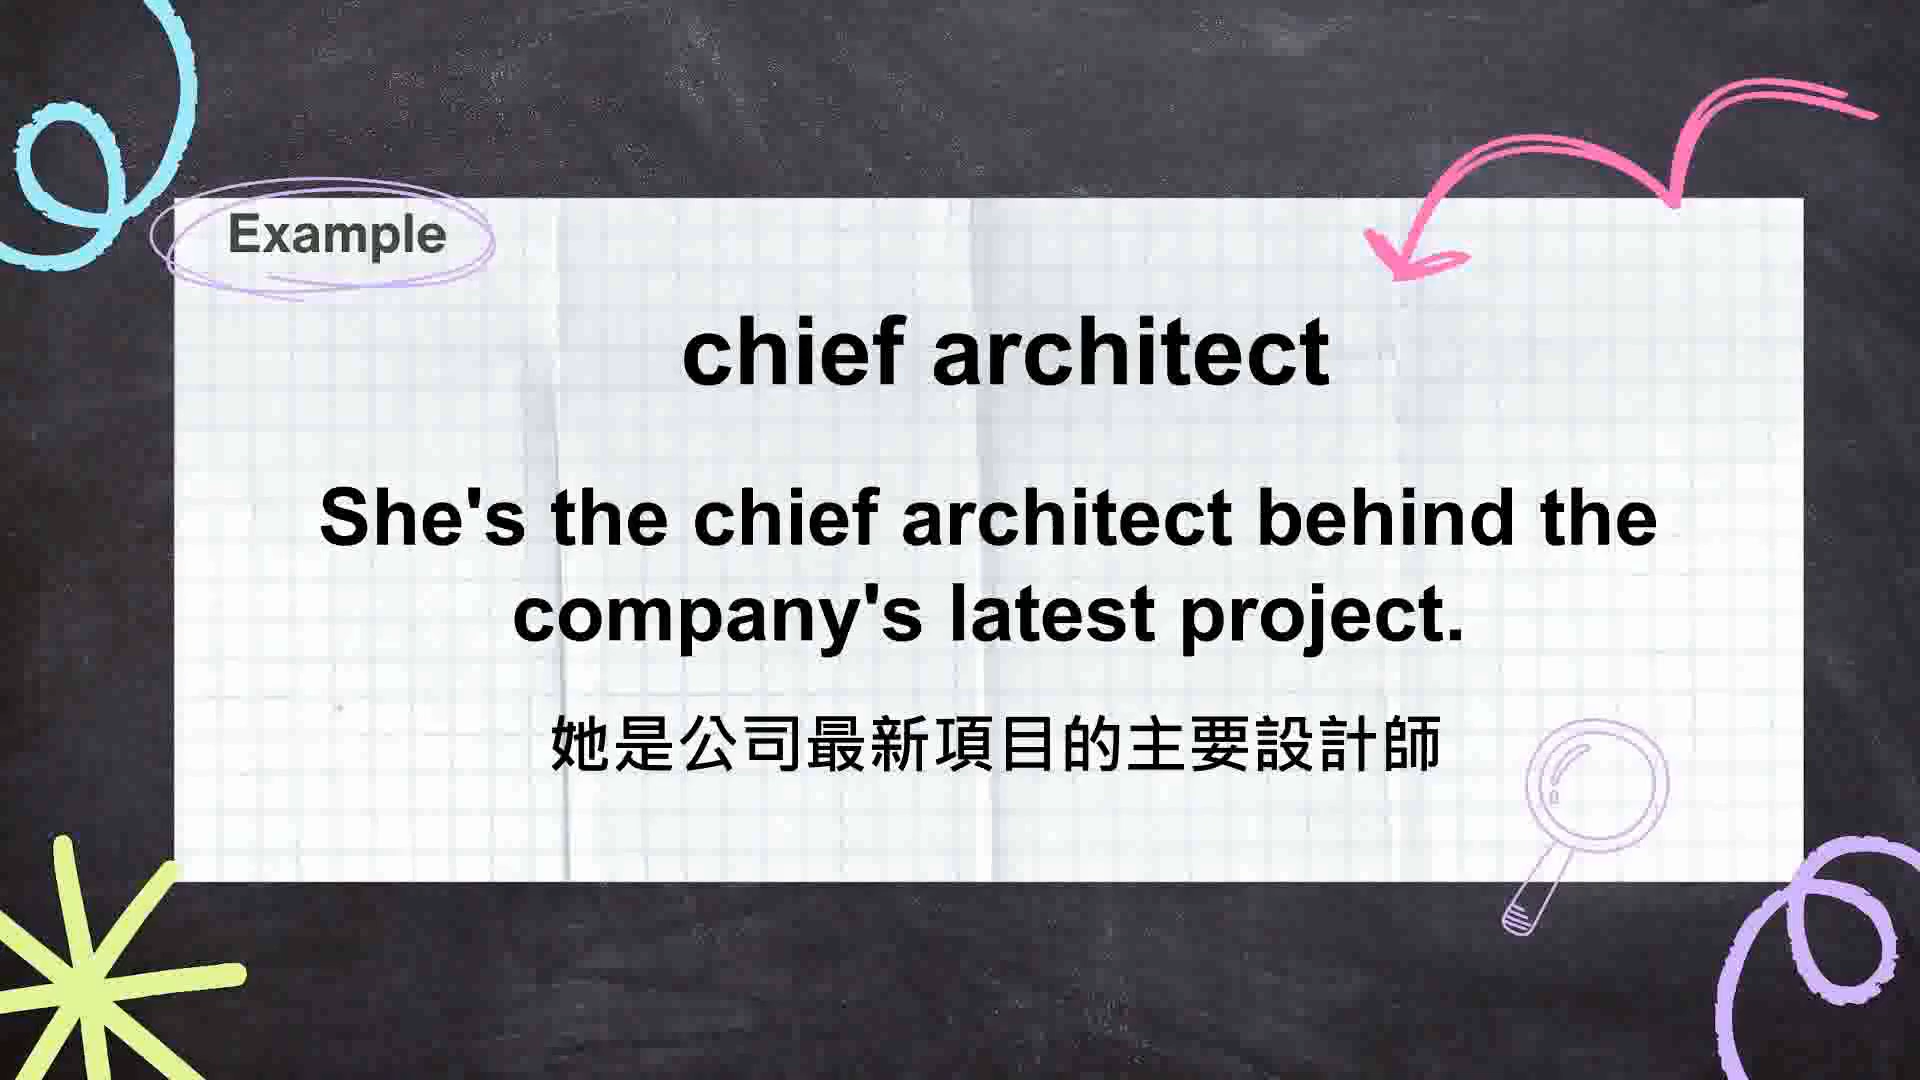 Example
chief architect
She's the chief architect behind the
company's latest project.
她是公司最新項目的主要設計師